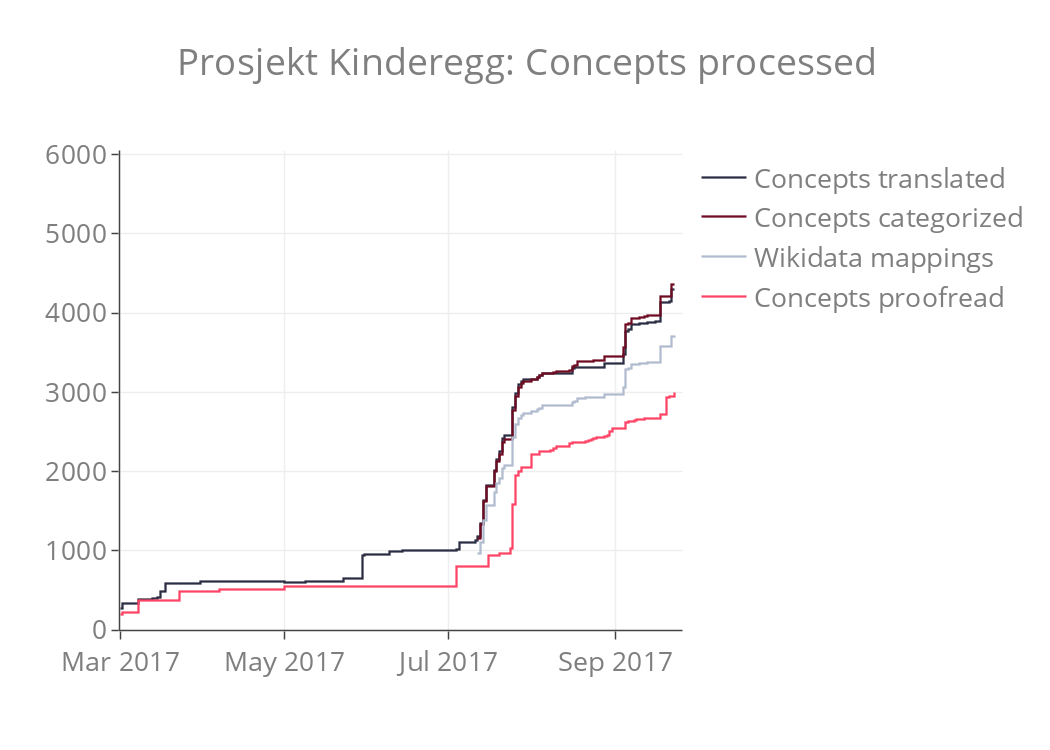 Prosjekt Kinderegg: Concepts processed
6000
5000
4000
3000
2000
1000
0
Mar 2017 May 2017 Jul 2017 Sep 2017
Concepts translated
Concepts categorized
Wikidata mappings
Concepts proofread